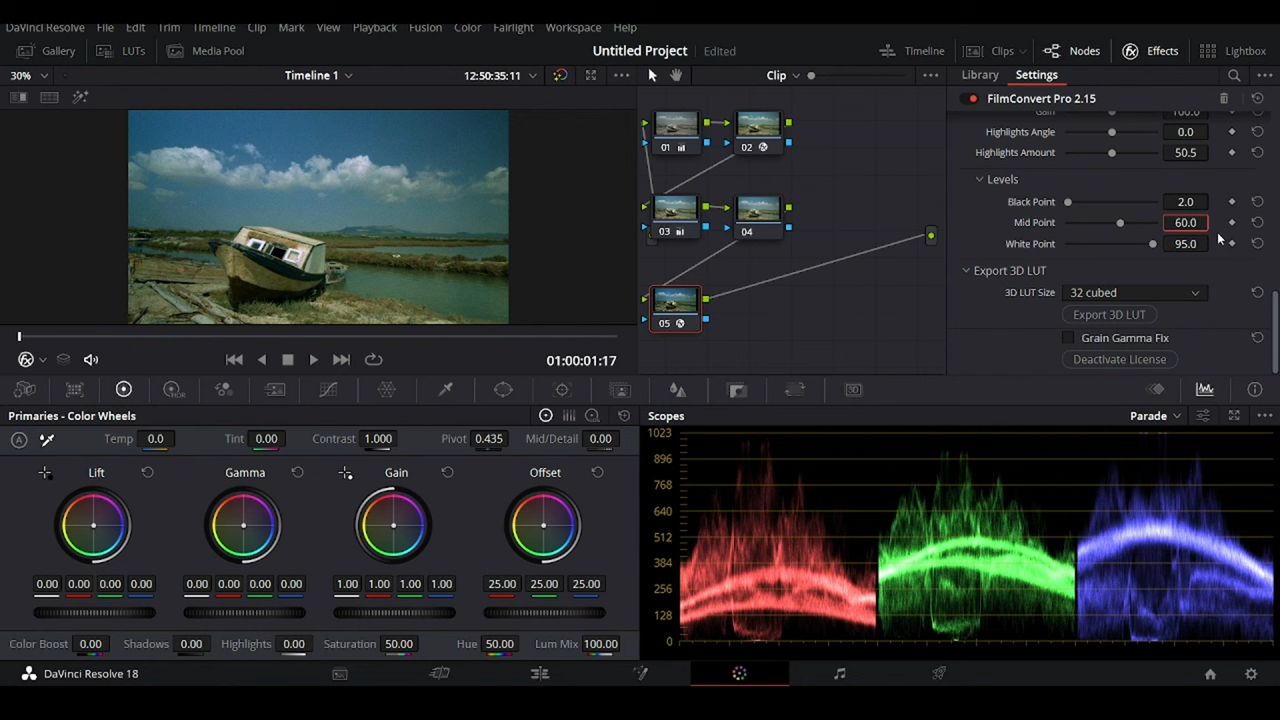 DaVinci Resolve File Edit Trim Timeline Clip Mark View Playback Fusion Color Fairlight Workspace Help
Gallery LUTs Media Pool Untitled Project Edited Timeline Clips Nodes Effects Lightbox
30% Timeline 1 12:50:35:11 Clip Library Settings
FilmConvert Pro 2.15
Gain 100.0
Highlights Angle 0.0
Highlights Amount 50.5
01 02
Levels
Black Point 2.0
Mid Point 60.0
03 04
White Point 95.0
Export 3D LUT
3D LUT Size 32 cubed
Export 3D LUT
05
Grain Gamma Fix
01:00:01:17
Deactivate License
HDR
3D
Primaries - Color Wheels Scopes Parade
A Temp 0.0 Tint 0.00 Contrast 1.000 Pivot 0.435 Mid/Detail 0.00
Lift Gamma Gain Offset
0.00 0.00 0.00 0.00 0.00 0.00 0.00 0.00 1.00 1.00 1.00 1.00 25.00 25.00 25.00
Color Boost 0.00 Shadows 0.00 Highlights 0.00 Saturation 50.00 Hue 50.00 Lum Mix 100.00
1023
896
768
640
512
384
256
128
0
DaVinci Resolve 18